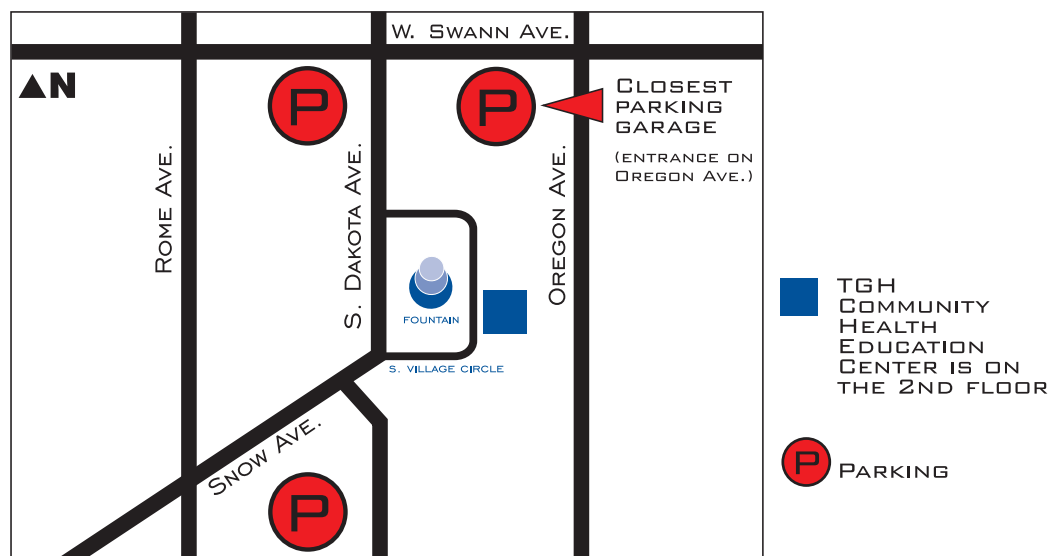 W. Swann Ave.
N
P
P
Closest
parking
garage
(entrance on
Oregon Ave.)
Rome Ave.
S. Dakota Ave.
Oregon Ave.
Fountain
S. Village Circle
Snow Ave.
P
TGH
Community
Health
Education
Center is on
the 2nd floor
P Parking